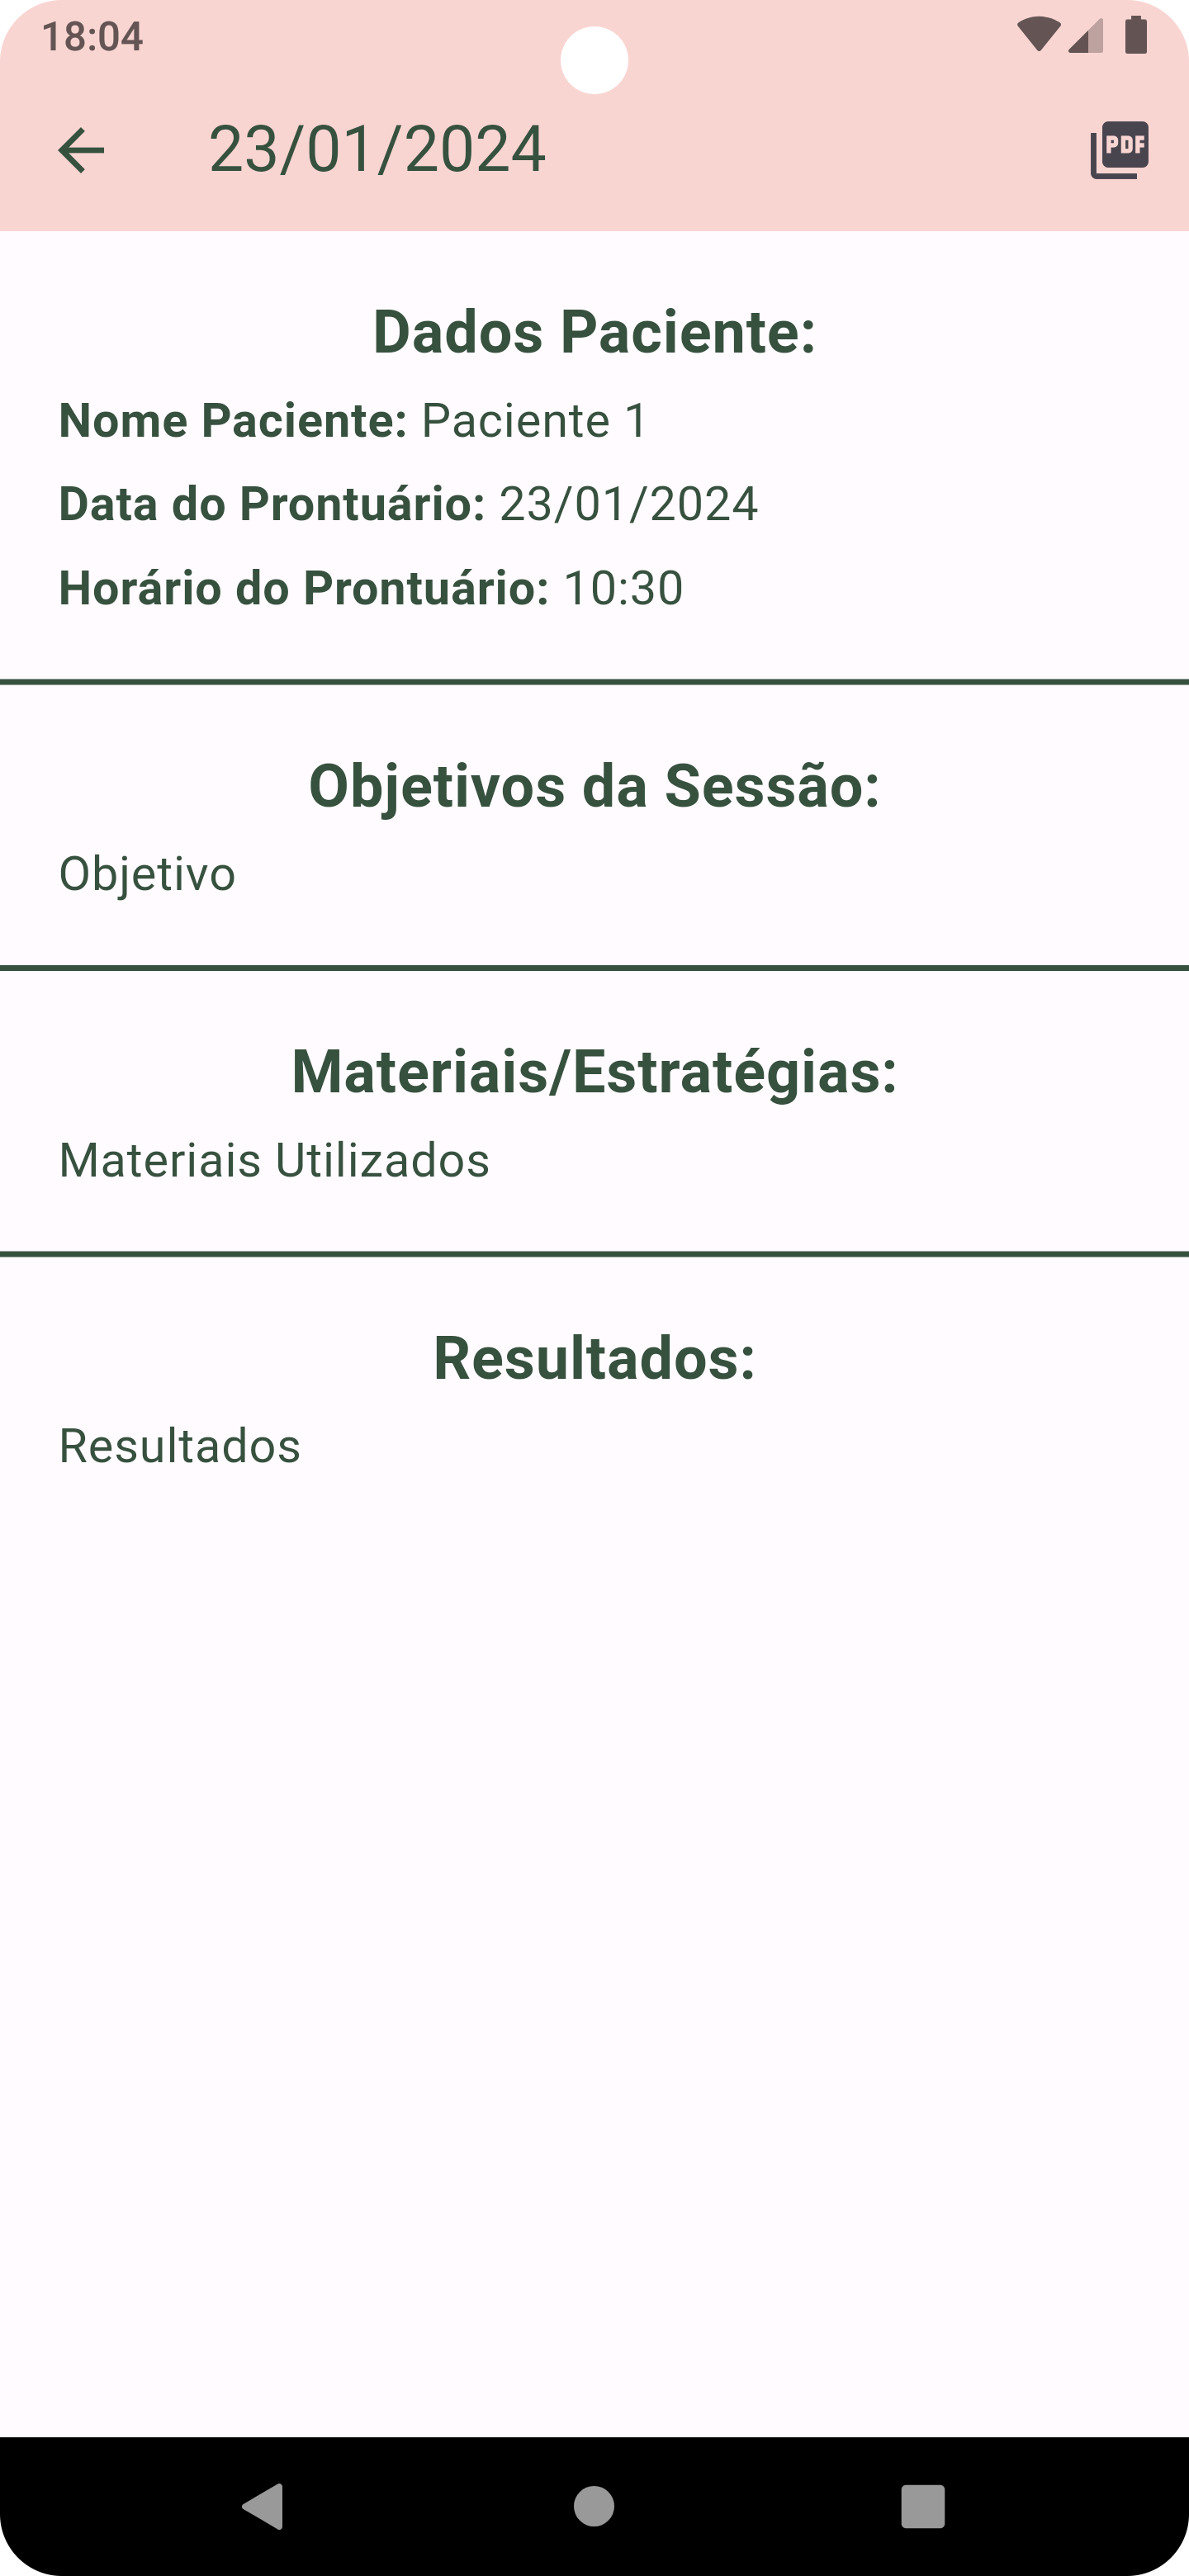 18:04
23/01/2024
PDF
Dados Paciente:
Nome Paciente: Paciente 1
Data do Prontuário: 23/01/2024
Horário do Prontuário: 10:30
Objetivos da Sessão:
Objetivo
Materiais/Estratégias:
Materiais Utilizados
Resultados:
Resultados